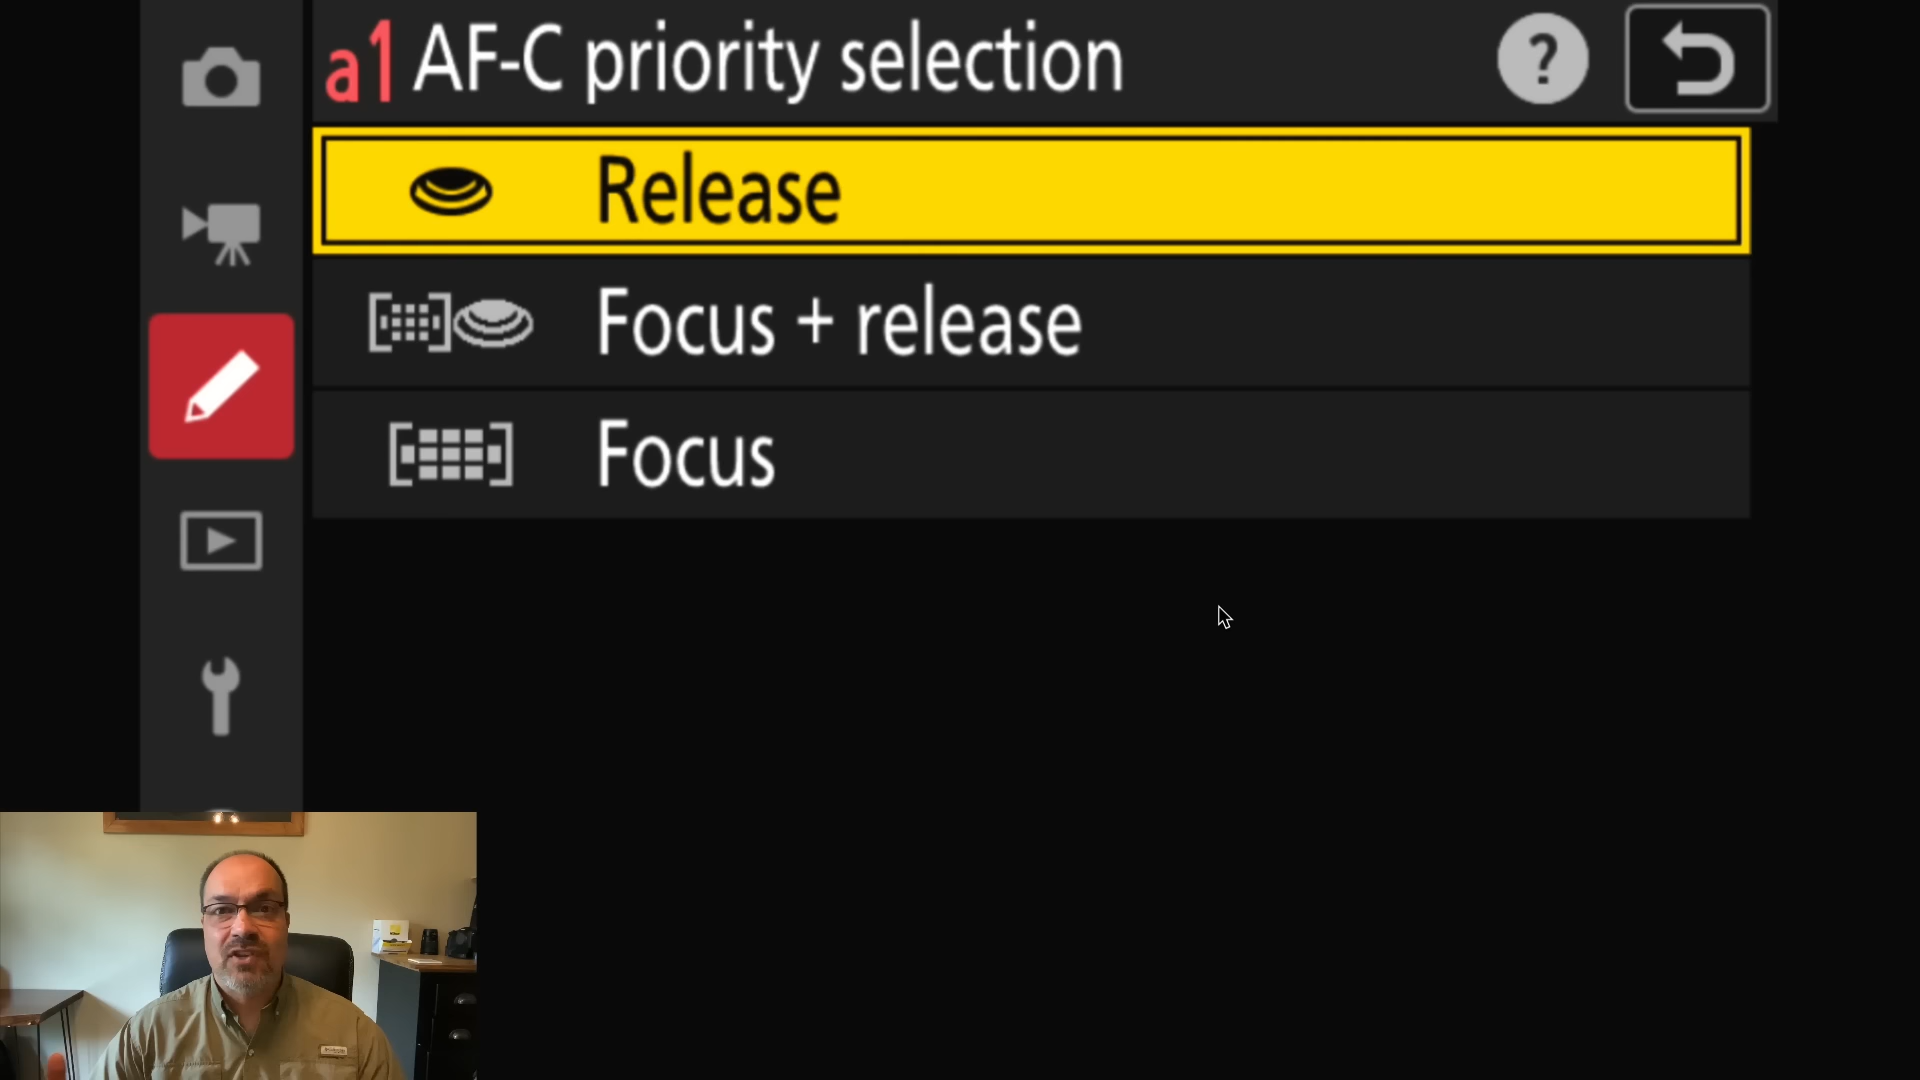 a1 AF-C priority selection
?
Release
Focus + release
Focus